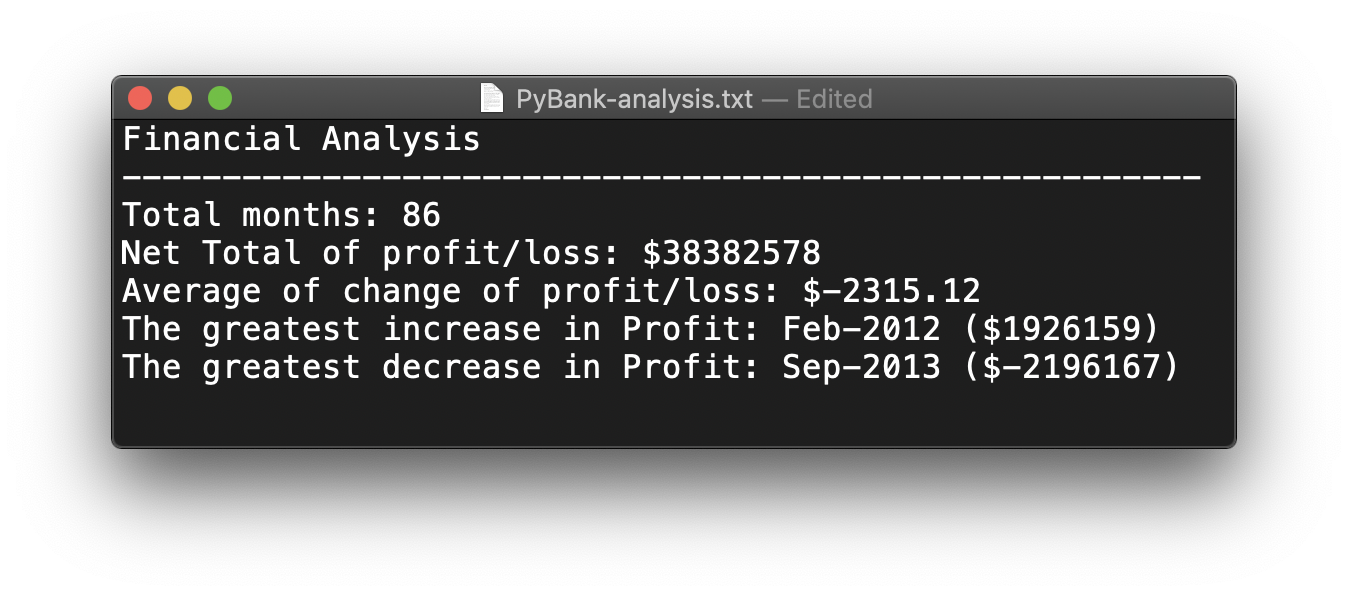 PyBank-analysis.txt — Edited
Financial Analysis
------------------------------------------------------
Total months: 86
Net Total of profit/loss: $38382578
Average of change of profit/loss: $-2315.12
The greatest increase in Profit: Feb-2012 ($1926159)
The greatest decrease in Profit: Sep-2013 ($-2196167)